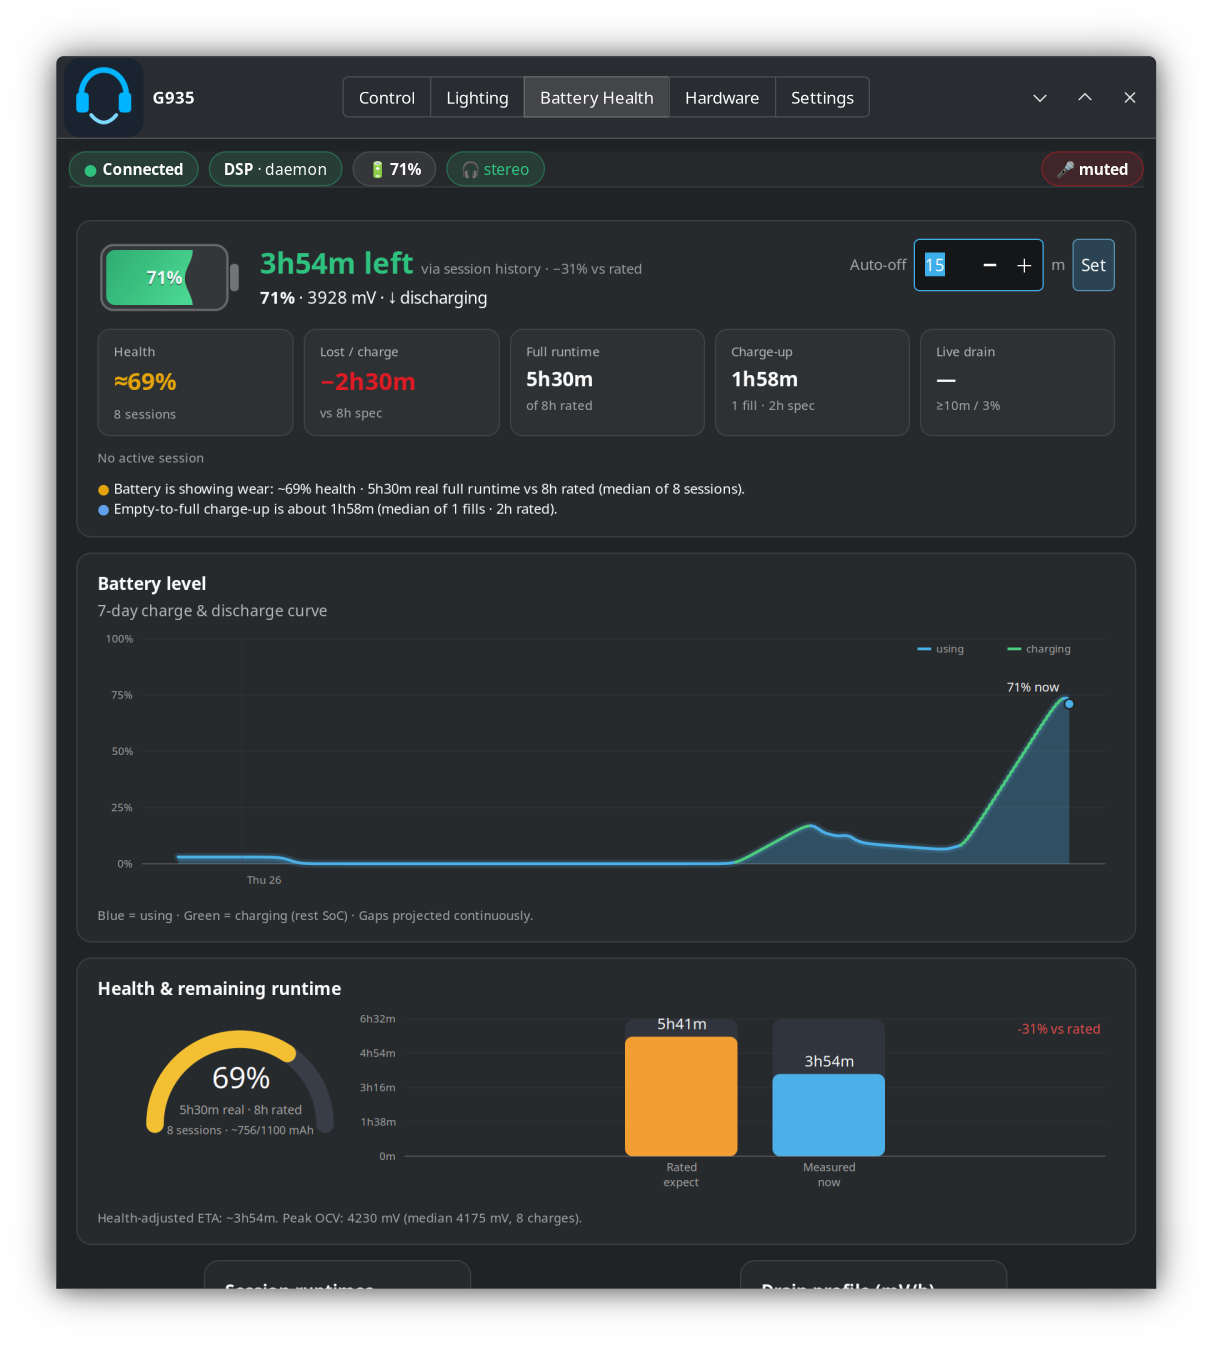 G935
Control
Lighting
Battery Health
Hardware
Settings
Connected
DSP · daemon
71%
stereo
muted
71%
3h54m left via session history · −31% vs rated
71% · 3928 mV · ↓ discharging
Auto-off
15
m
Set
Health
≈69%
8 sessions
Lost / charge
−2h30m
vs 8h spec
Full runtime
5h30m
of 8h rated
Charge-up
1h58m
1 fill · 2h spec
Live drain
—
≥10m / 3%
No active session
Battery is showing wear: ~69% health · 5h30m real full runtime vs 8h rated (median of 8 sessions).
Empty-to-full charge-up is about 1h58m (median of 1 fills · 2h rated).
Battery level
7-day charge & discharge curve
100%
using
charging
71% now
75%
50%
25%
0%
Thu 26
Blue = using · Green = charging (rest SoC) · Gaps projected continuously.
Health & remaining runtime
69%
5h30m real · 8h rated
8 sessions · ~756/1100 mAh
6h32m
4h54m
3h16m
1h38m
0m
5h41m
3h54m
-31% vs rated
Rated
expect
Measured
now
Health-adjusted ETA: ~3h54m. Peak OCV: 4230 mV (median 4175 mV, 8 charges).
Session runtimes
Drain profile (mV/h)